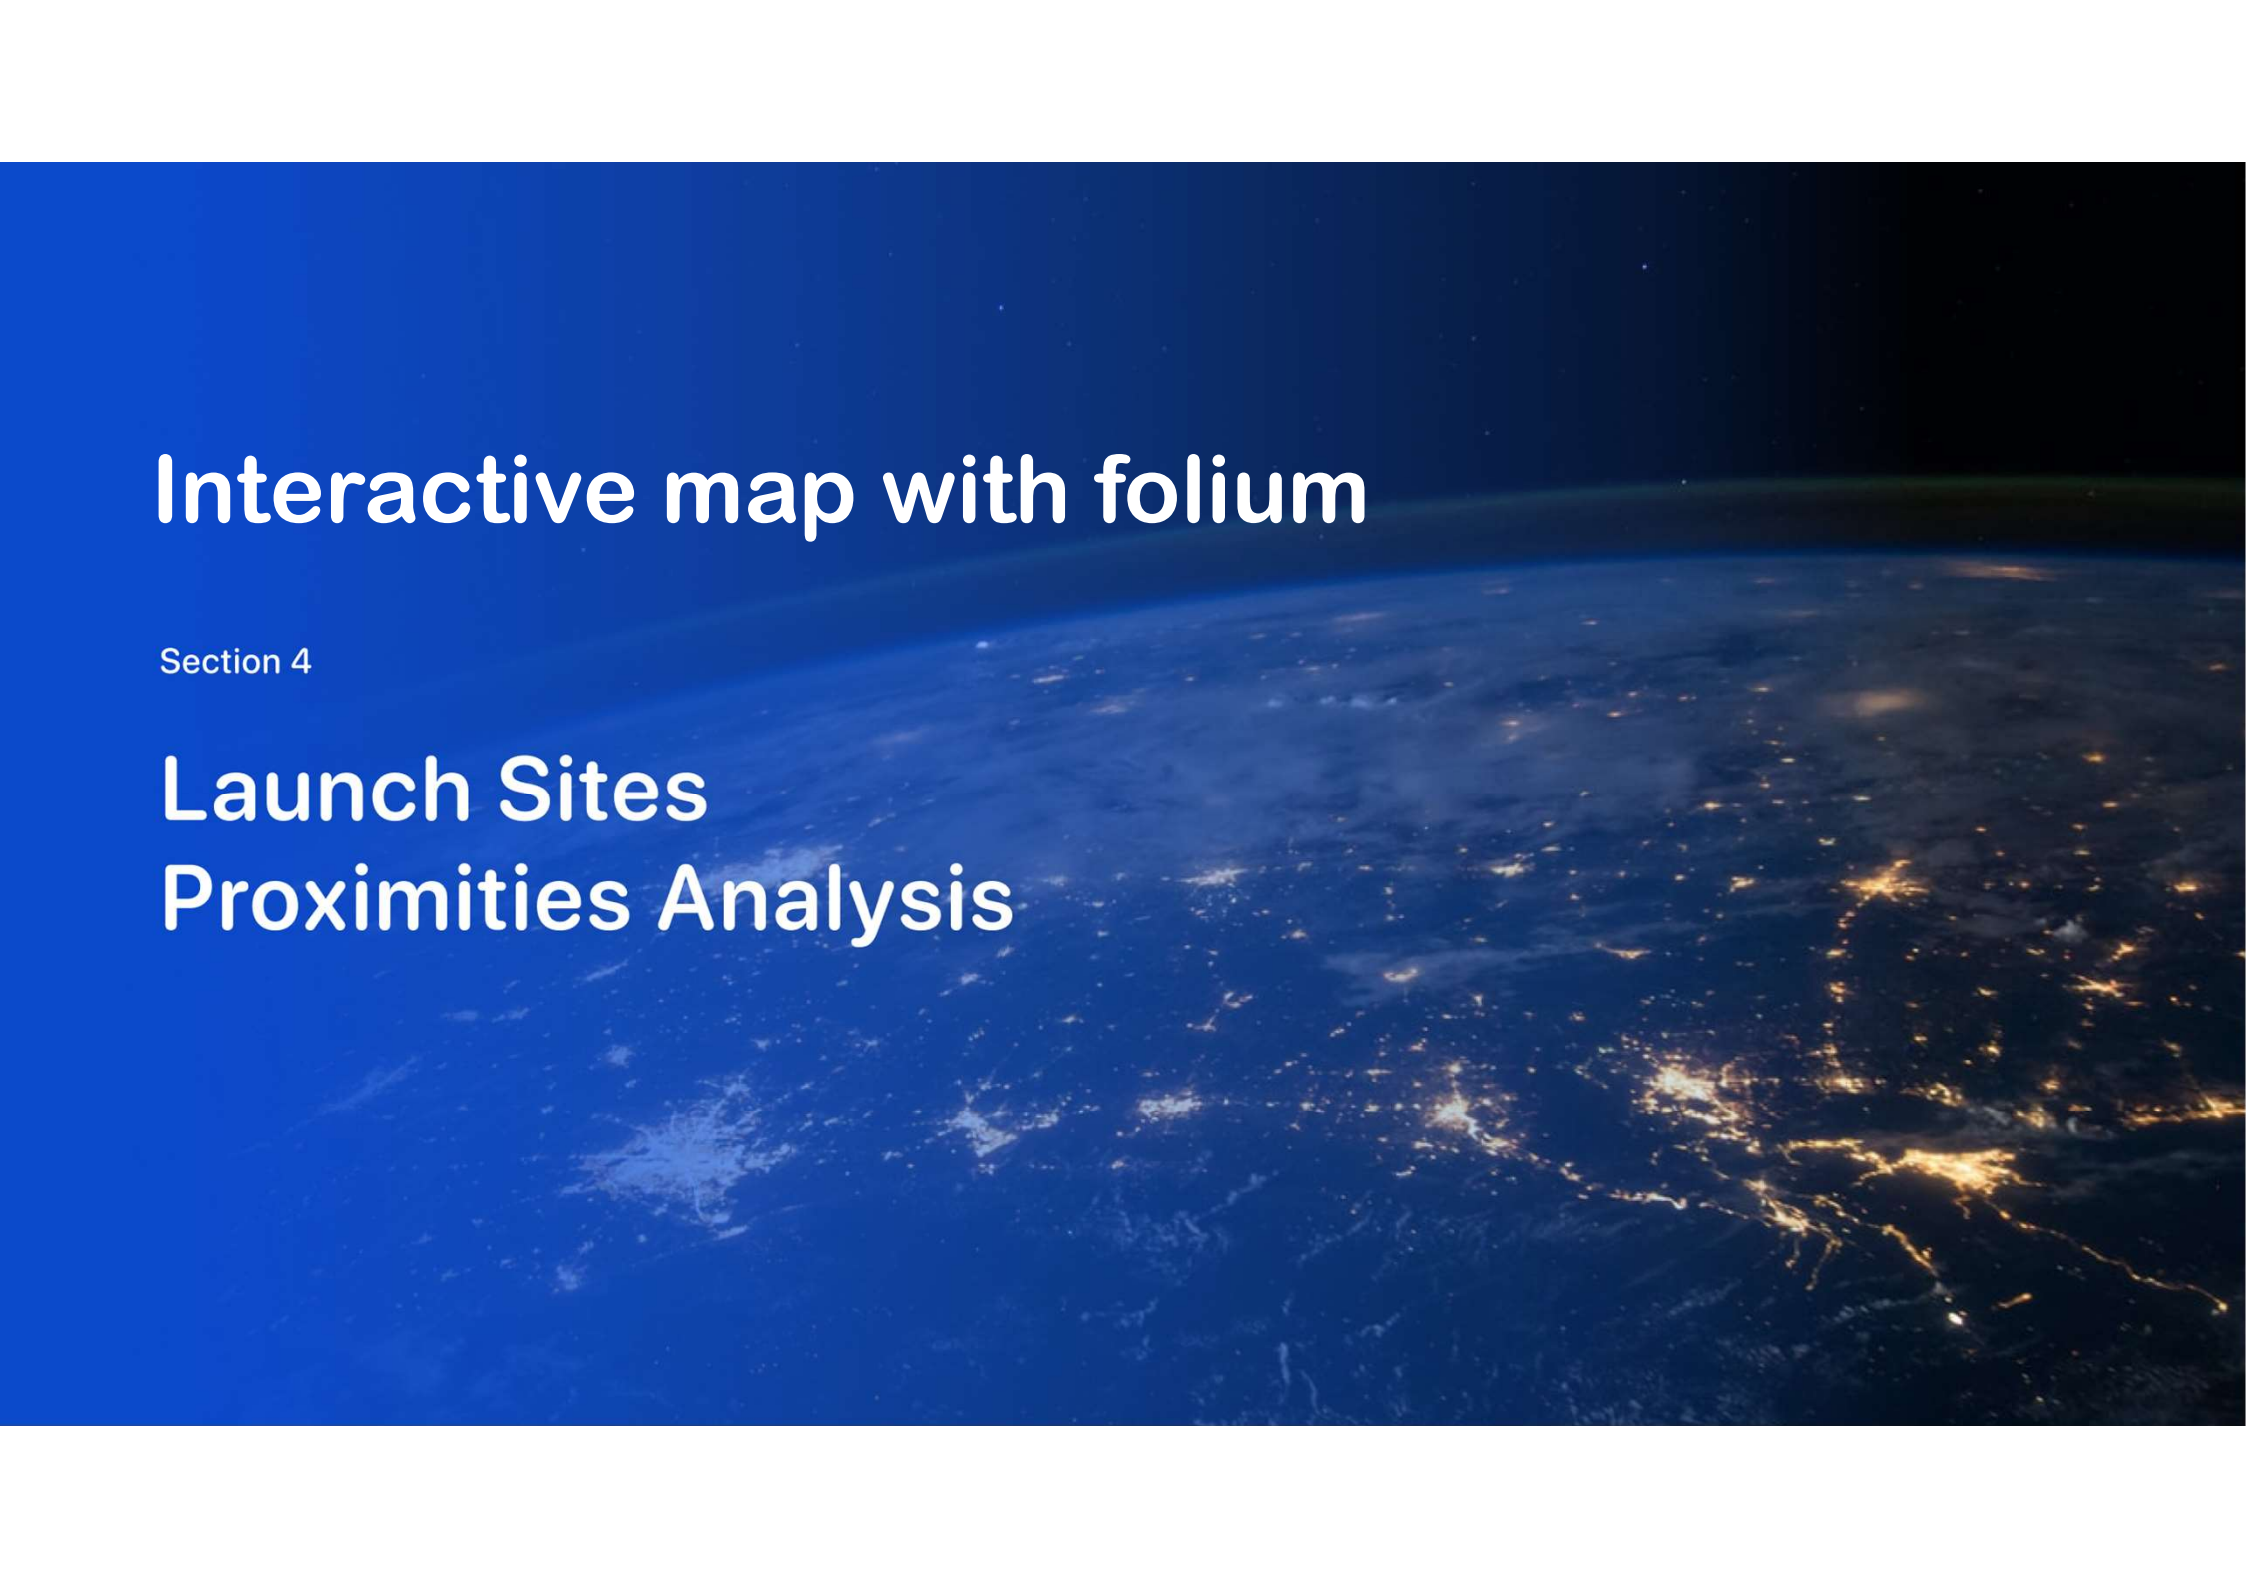 Interactive map with folium
Section 4
Launch Sites
Proximities Analysis